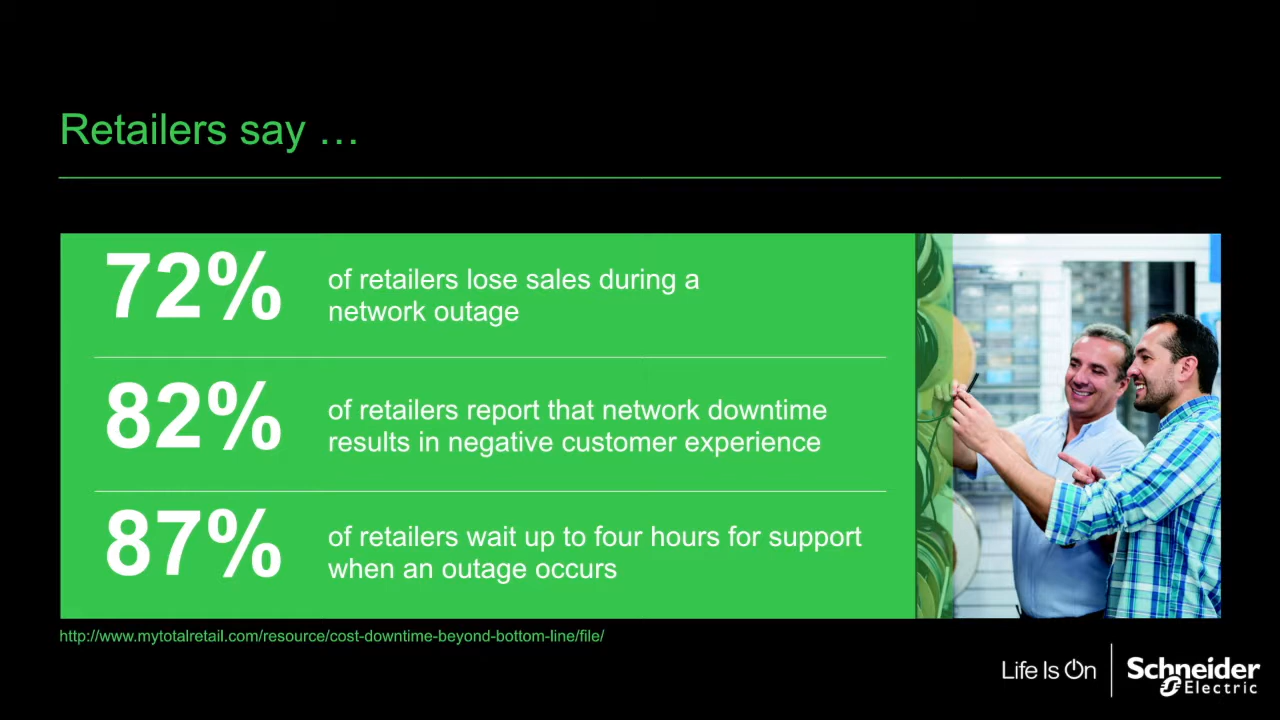 Retailers say …
72%
of retailers lose sales during a
network outage
82%
of retailers report that network downtime
results in negative customer experience
87%
of retailers wait up to four hours for support
when an outage occurs
http://www.mytotalretail.com/resource/cost-downtime-beyond-bottom-line/file/
Life Is On
Schneider
Electric